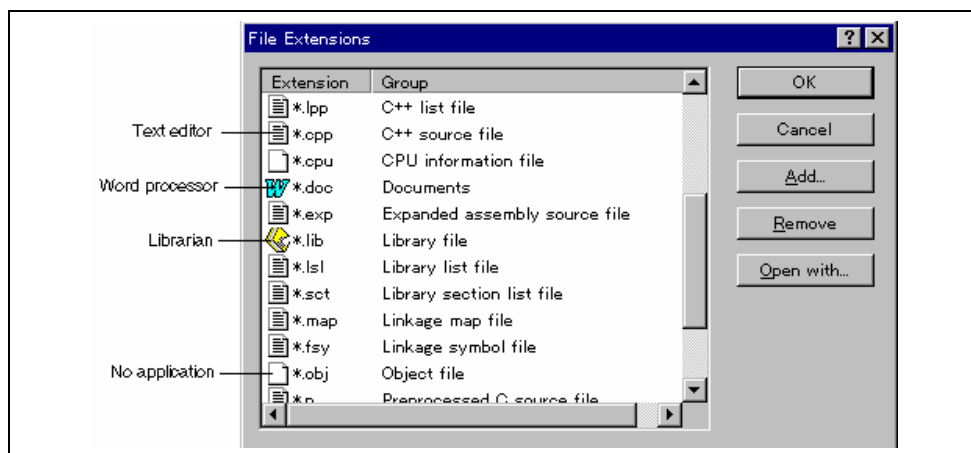 File Extensions
Extension Group
*.lpp C++ list file
Text editor *.cpp C++ source file
*.cpu CPU information file
Word processor *.doc Documents
*.exp Expanded assembly source file
Librarian *.lib Library file
*.lsl Library list file
*.sct Library section list file
*.map Linkage map file
*.fsy Linkage symbol file
No application *.obj Object file
*.p Preprocessed C source file
OK
Cancel
Add...
Remove
Open with...